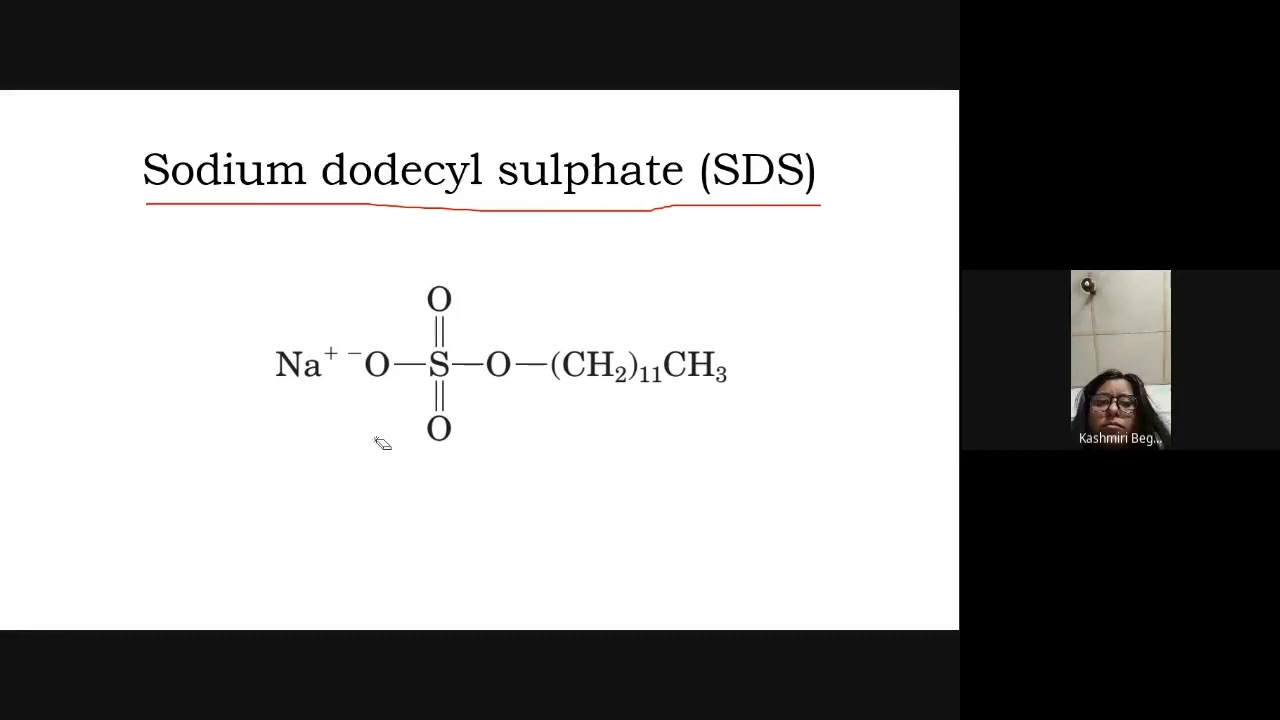 Sodium dodecyl sulphate (SDS)
O
Na⁺ ⁻O—S—O—(CH₂)₁₁CH₃
O
Kashmiri Beg...